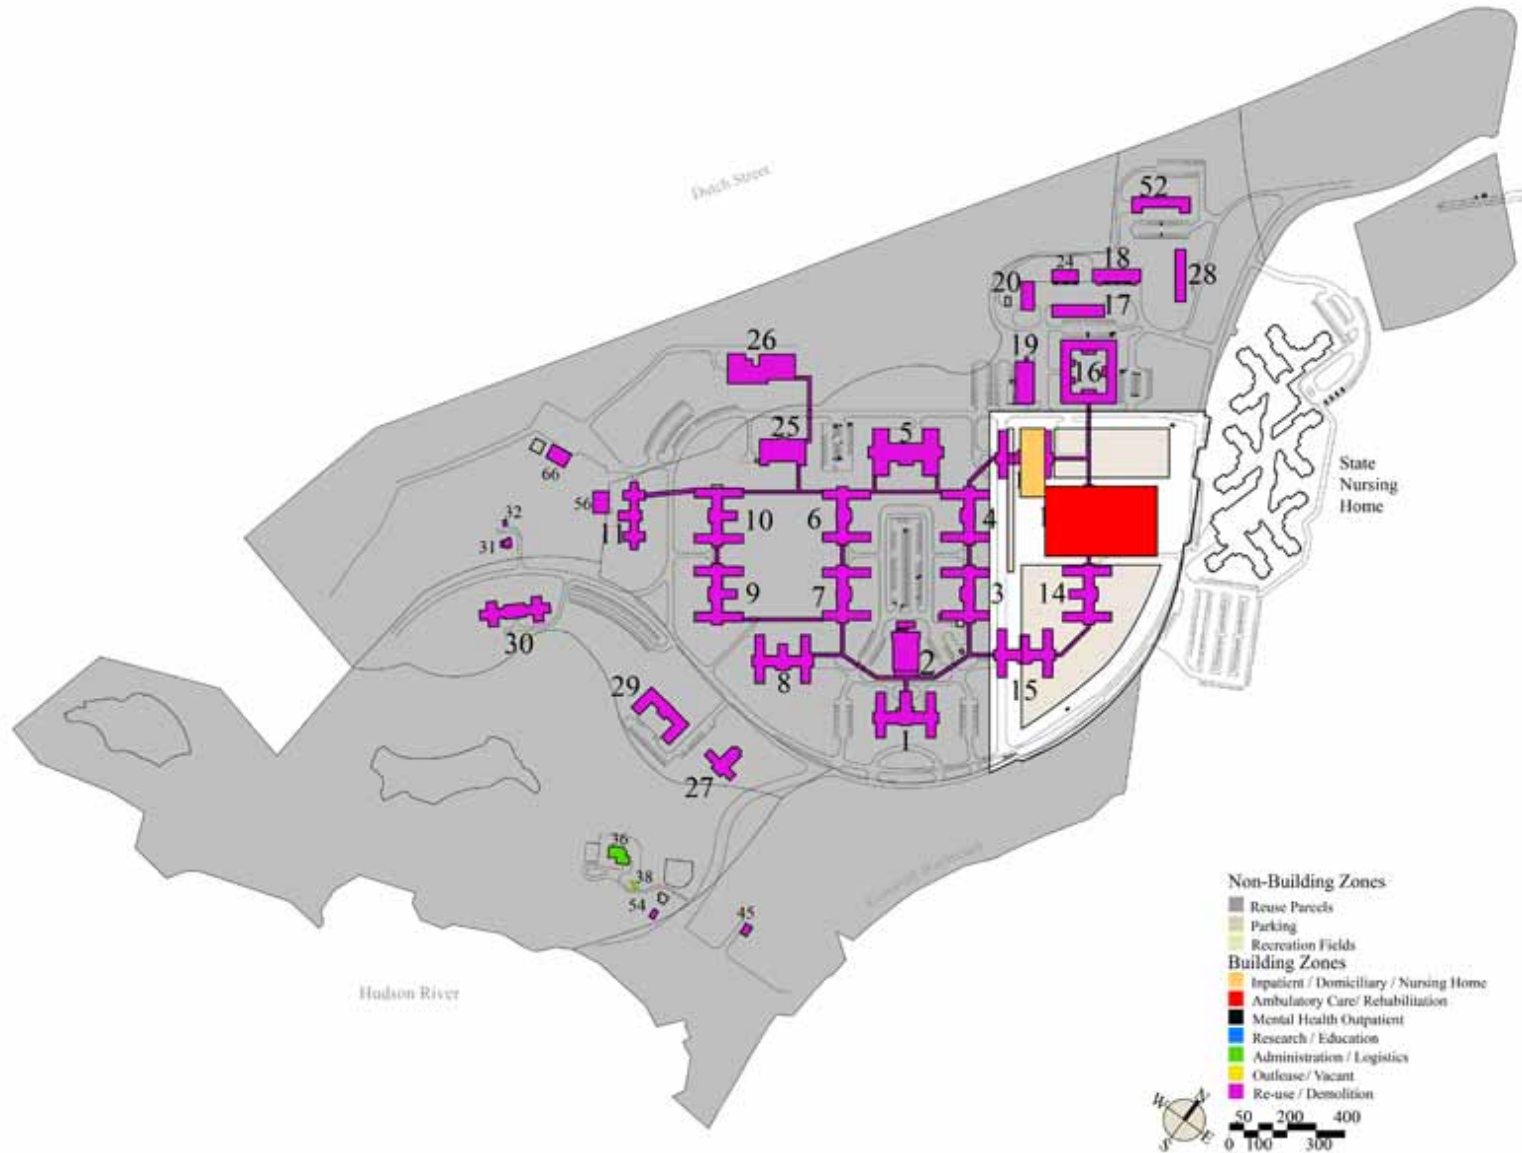 Dutch Street
52
24
18
28
20
17
26
19
16
25
5
66
State
Nursing
Home
56
32
10
6
4
11
31
9
7
3
14
30
2
8
15
29
1
27
36
38
54
45
Hudson River
Non-Building Zones
Reuse Parcels
Parking
Recreation Fields
Building Zones
Inpatient / Domiciliary / Nursing Home
Ambulatory Care/ Rehabilitation
Mental Health Outpatient
Research / Education
Administration / Logistics
Outlease / Vacant
Re-use / Demolition
W N
S E
50 200 400
0 100 300